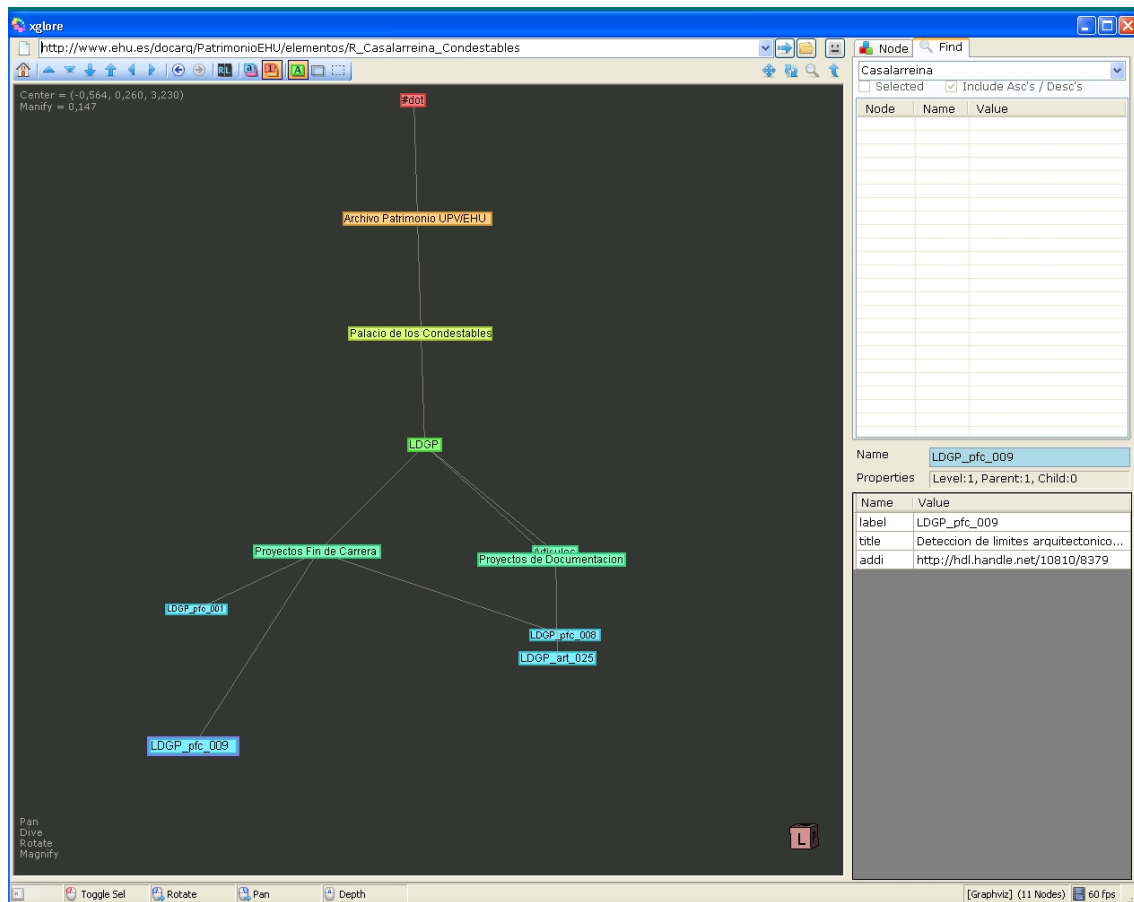 xglore
http://www.ehu.es/docarq/PatrimonioEHU/elementos/R_Casalarreina_Condestables
Node
Find
Casalarreina
Selected
Include Asc's / Desc's
Node Name Value
Center = (-0,564, 0,260, 3,230)
Manify = 0,147
#dot
Archivo Patrimonio UPV/EHU
Palacio de los Condestables
LDGP
Proyectos Fin de Carrera
Articulos
Proyectos de Documentacion
LDGP_pfc_001
LDGP_pfc_008
LDGP_art_025
LDGP_pfc_009
Pan
Dive
Rotate
Magnify
L
Name LDGP_pfc_009
Properties Level:1, Parent:1, Child:0
Name Value
label LDGP_pfc_009
title Deteccion de limites arquitectonico...
addi http://hdl.handle.net/10810/8379
Toggle Sel Rotate Pan Depth [Graphviz] (11 Nodes) 60 fps